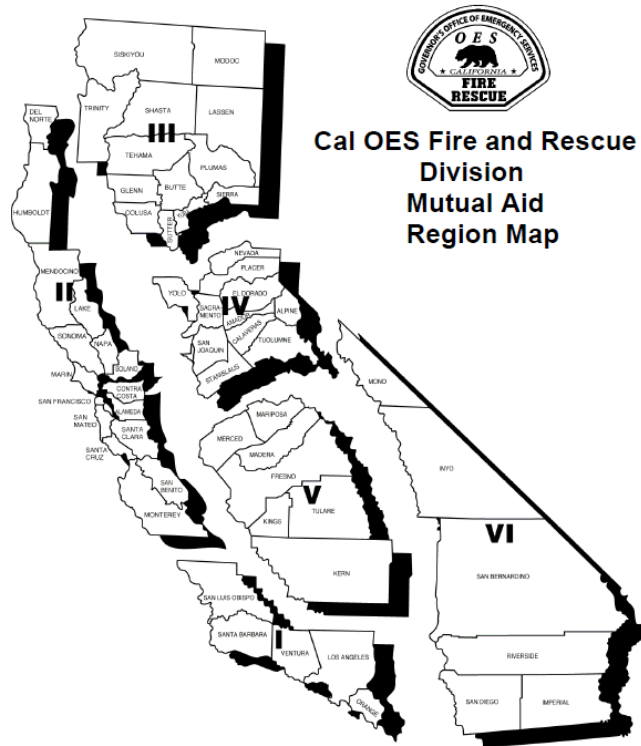 GOVERNOR'S OFFICE OF EMERGENCY SERVICES
OES
CALIFORNIA
FIRE
RESCUE
Cal OES Fire and Rescue
Division
Mutual Aid
Region Map
SISKIYOU
MODOC
DEL
NORTE
TRINITY
SHASTA
LASSEN
III
TEHAMA
PLUMAS
HUMBOLDT
GLENN
BUTTE
SIERRA
COLUSA
SUTTER
MENDOCINO
II
LAKE
SONOMA
NAPA
SOLANO
MARIN
CONTRA
COSTA
SAN FRANCISCO
ALAMEDA
SAN
MATEO
SANTA
CLARA
SANTA
CRUZ
SAN
BENITO
MONTEREY
NEVADA
PLACER
YOLO
EL DORADO
SACRA-
MENTO
IV
AMADOR
ALPINE
SAN
JOAQUIN
CALAVERAS
TUOLUMNE
STANISLAUS
MARIPOSA
MERCED
MADERA
FRESNO
V
KINGS
TULARE
KERN
SAN LUIS OBISPO
SANTA BARBARA
I
VENTURA
LOS ANGELES
ORANGE
MONO
INYO
VI
SAN BERNARDINO
RIVERSIDE
SAN DIEGO
IMPERIAL